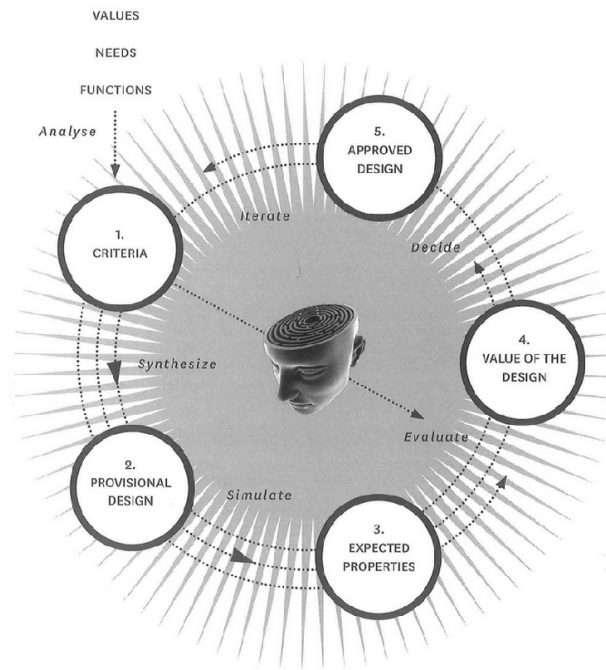 VALUES
NEEDS
FUNCTIONS
Analyse
5.
APPROVED
DESIGN
Iterate
1.
CRITERIA
Decide
4.
VALUE OF THE
DESIGN
Synthesize
Evaluate
2.
PROVISIONAL
DESIGN
Simulate
3.
EXPECTED
PROPERTIES